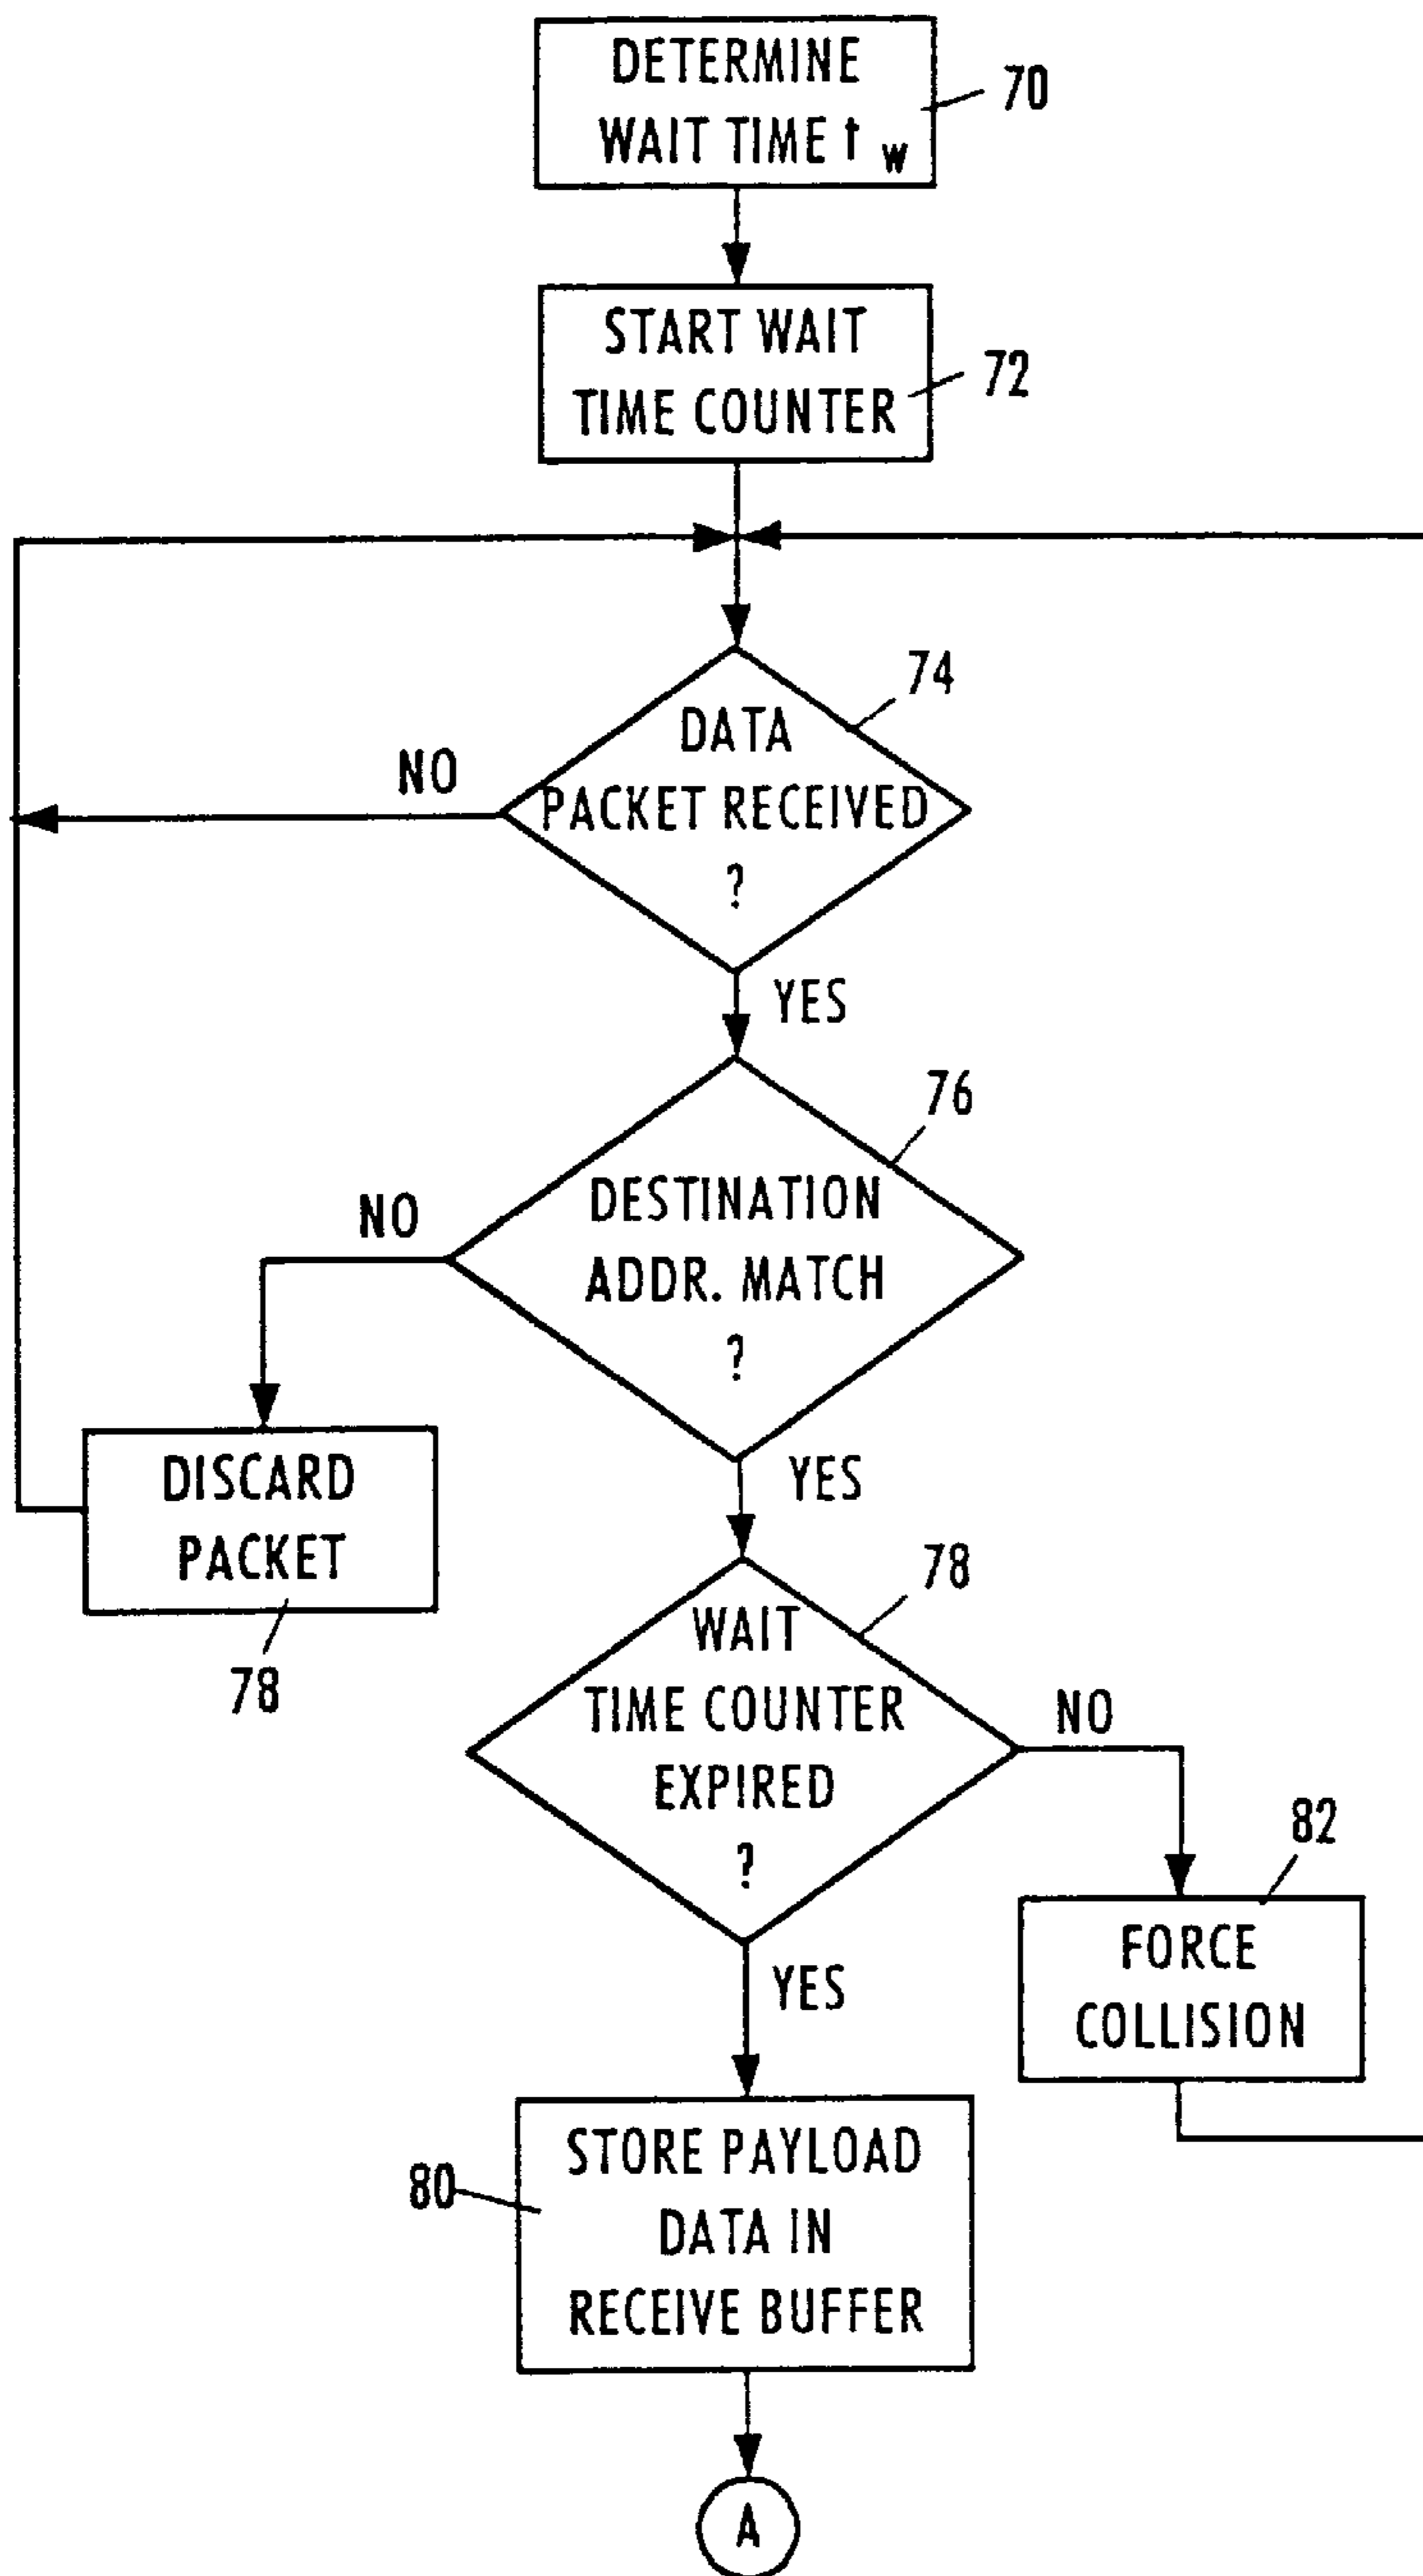 DETERMINE
WAIT TIME t w
70
START WAIT
TIME COUNTER
72
74
DATA
PACKET RECEIVED
?
NO
YES
76
DESTINATION
ADDR. MATCH
?
NO
YES
DISCARD
PACKET
78
78
WAIT
TIME COUNTER
EXPIRED
?
NO
YES
82
FORCE
COLLISION
80
STORE PAYLOAD
DATA IN
RECEIVE BUFFER
A